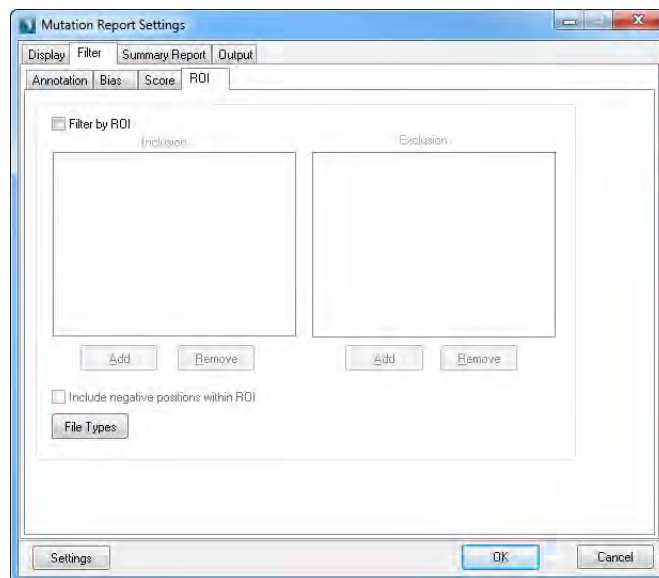 Mutation Report Settings
Display Filter Summary Report Output
Annotation Bias Score ROI
Filter by ROI
Inclusion Exclusion
Add Remove Add Remove
Include negative positions within ROI
File Types
Settings OK Cancel